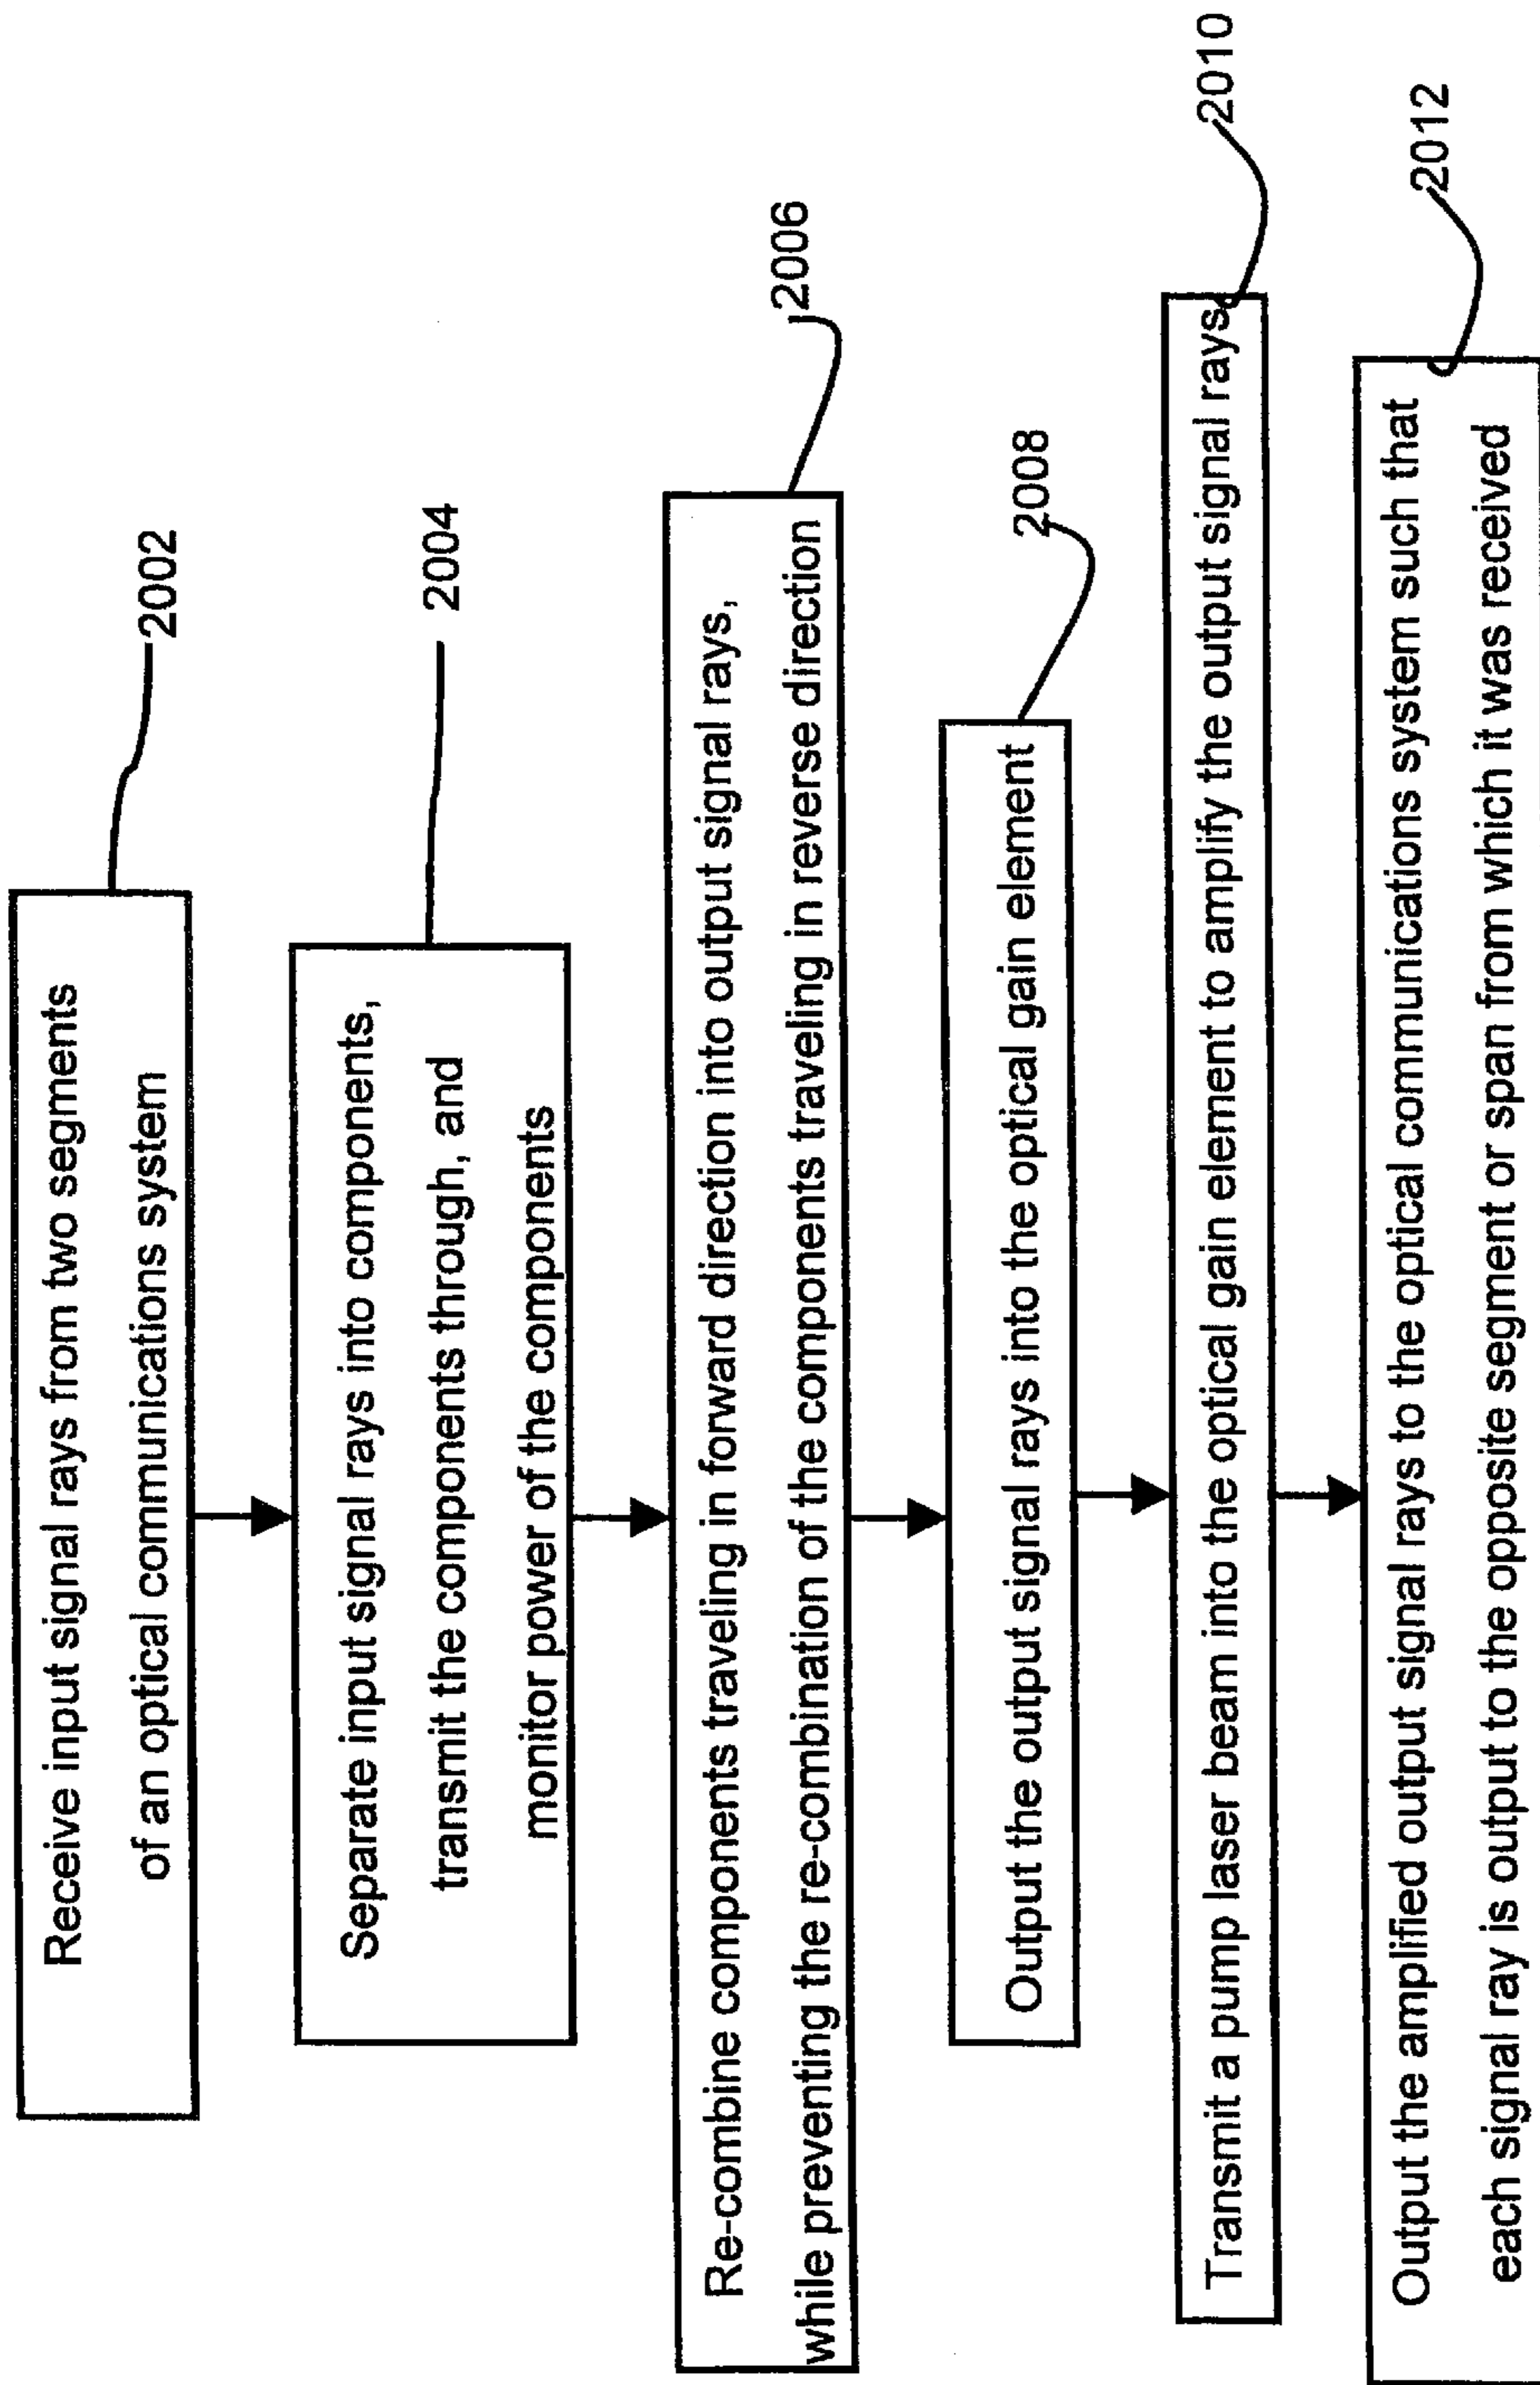 Receive input signal rays from two segments
of an optical communications system
2002
Separate input signal rays into components,
transmit the components through, and
monitor power of the components
2004
Re-combine components traveling in forward direction into output signal rays,
while preventing the re-combination of the components traveling in reverse direction
2006
Output the output signal rays into the optical gain element
2008
Transmit a pump laser beam into the optical gain element to amplify the output signal rays
2010
Output the amplified output signal rays to the optical communications system such that
each signal ray is output to the opposite segment or span from which it was received
2012